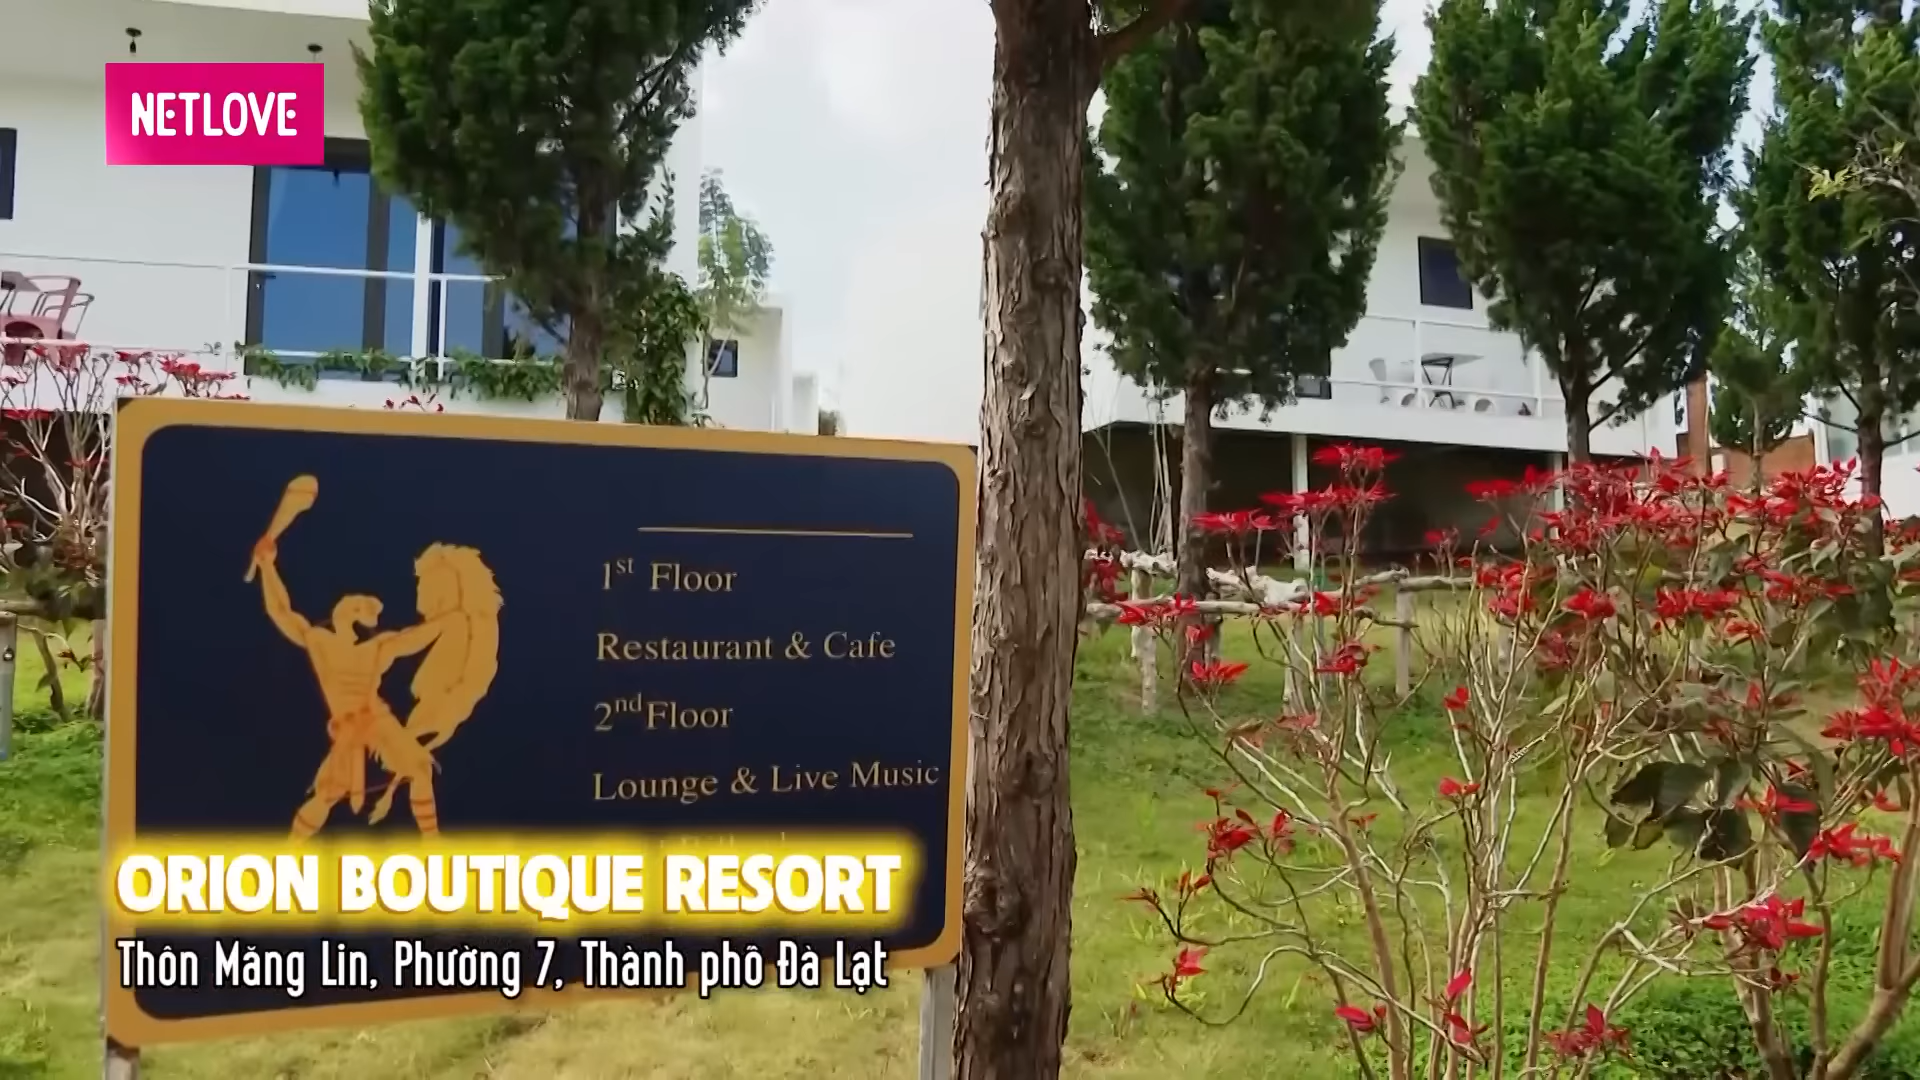 NETLOVE
1st Floor
Restaurant & Cafe
2nd Floor
Lounge & Live Music
ORION BOUTIQUE RESORT
Thôn Măng Lin, Phường 7, Thành phố Đà Lạt